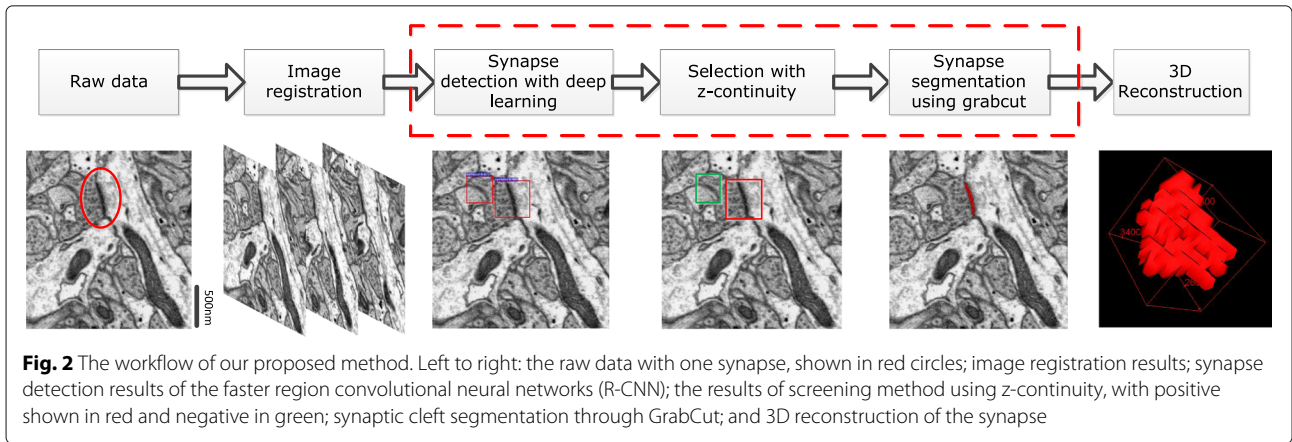 Raw data
Image
registration
Synapse
detection with deep
learning
Selection with
z-continuity
Synapse
segmentation
using grabcut
3D
Reconstruction
500nm
3400
Fig. 2 The workflow of our proposed method. Left to right: the raw data with one synapse, shown in red circles; image registration results; synapse
detection results of the faster region convolutional neural networks (R-CNN); the results of screening method using z-continuity, with positive
shown in red and negative in green; synaptic cleft segmentation through GrabCut; and 3D reconstruction of the synapse